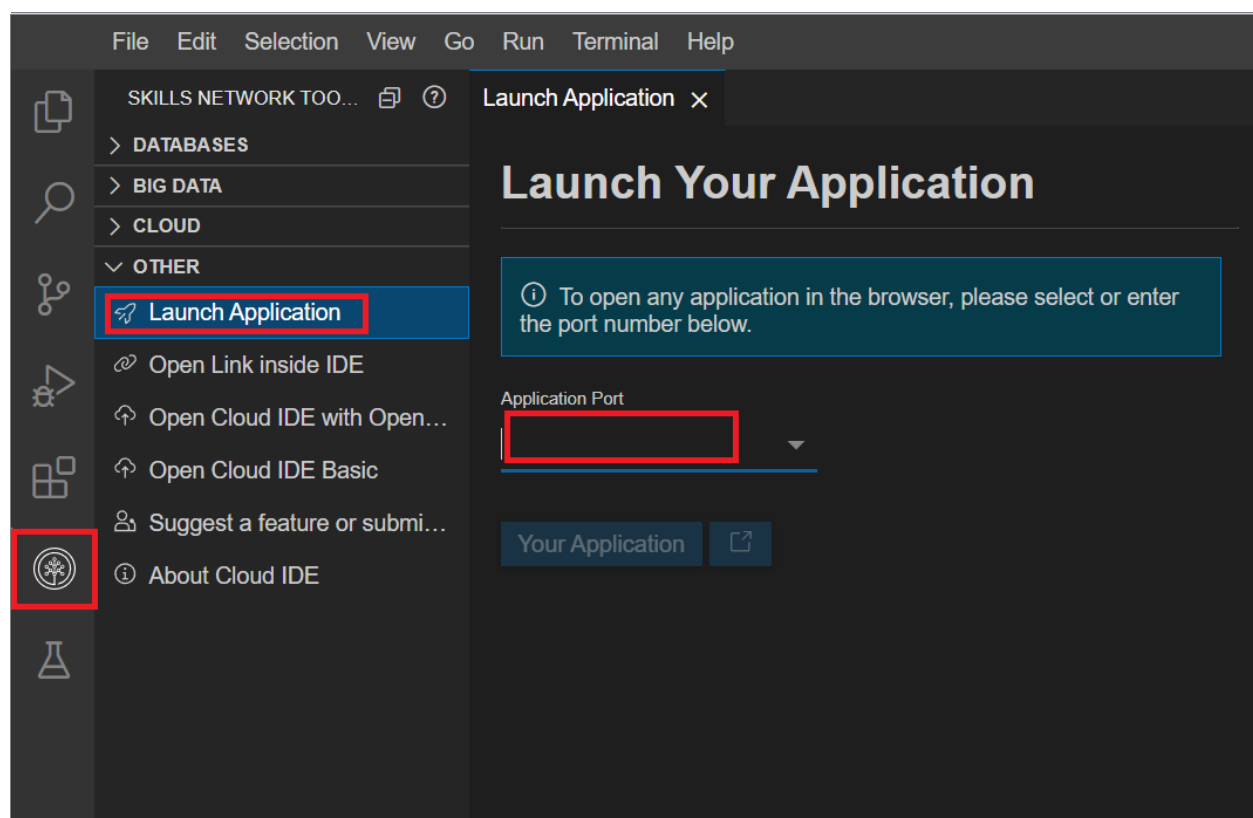 File Edit Selection View Go Run Terminal Help
SKILLS NETWORK TOO...
Launch Application
DATABASES
BIG DATA
CLOUD
OTHER
Launch Application
Open Link inside IDE
Open Cloud IDE with Open...
Open Cloud IDE Basic
Suggest a feature or submi...
About Cloud IDE
Launch Your Application
To open any application in the browser, please select or enter
the port number below.
Application Port
Your Application